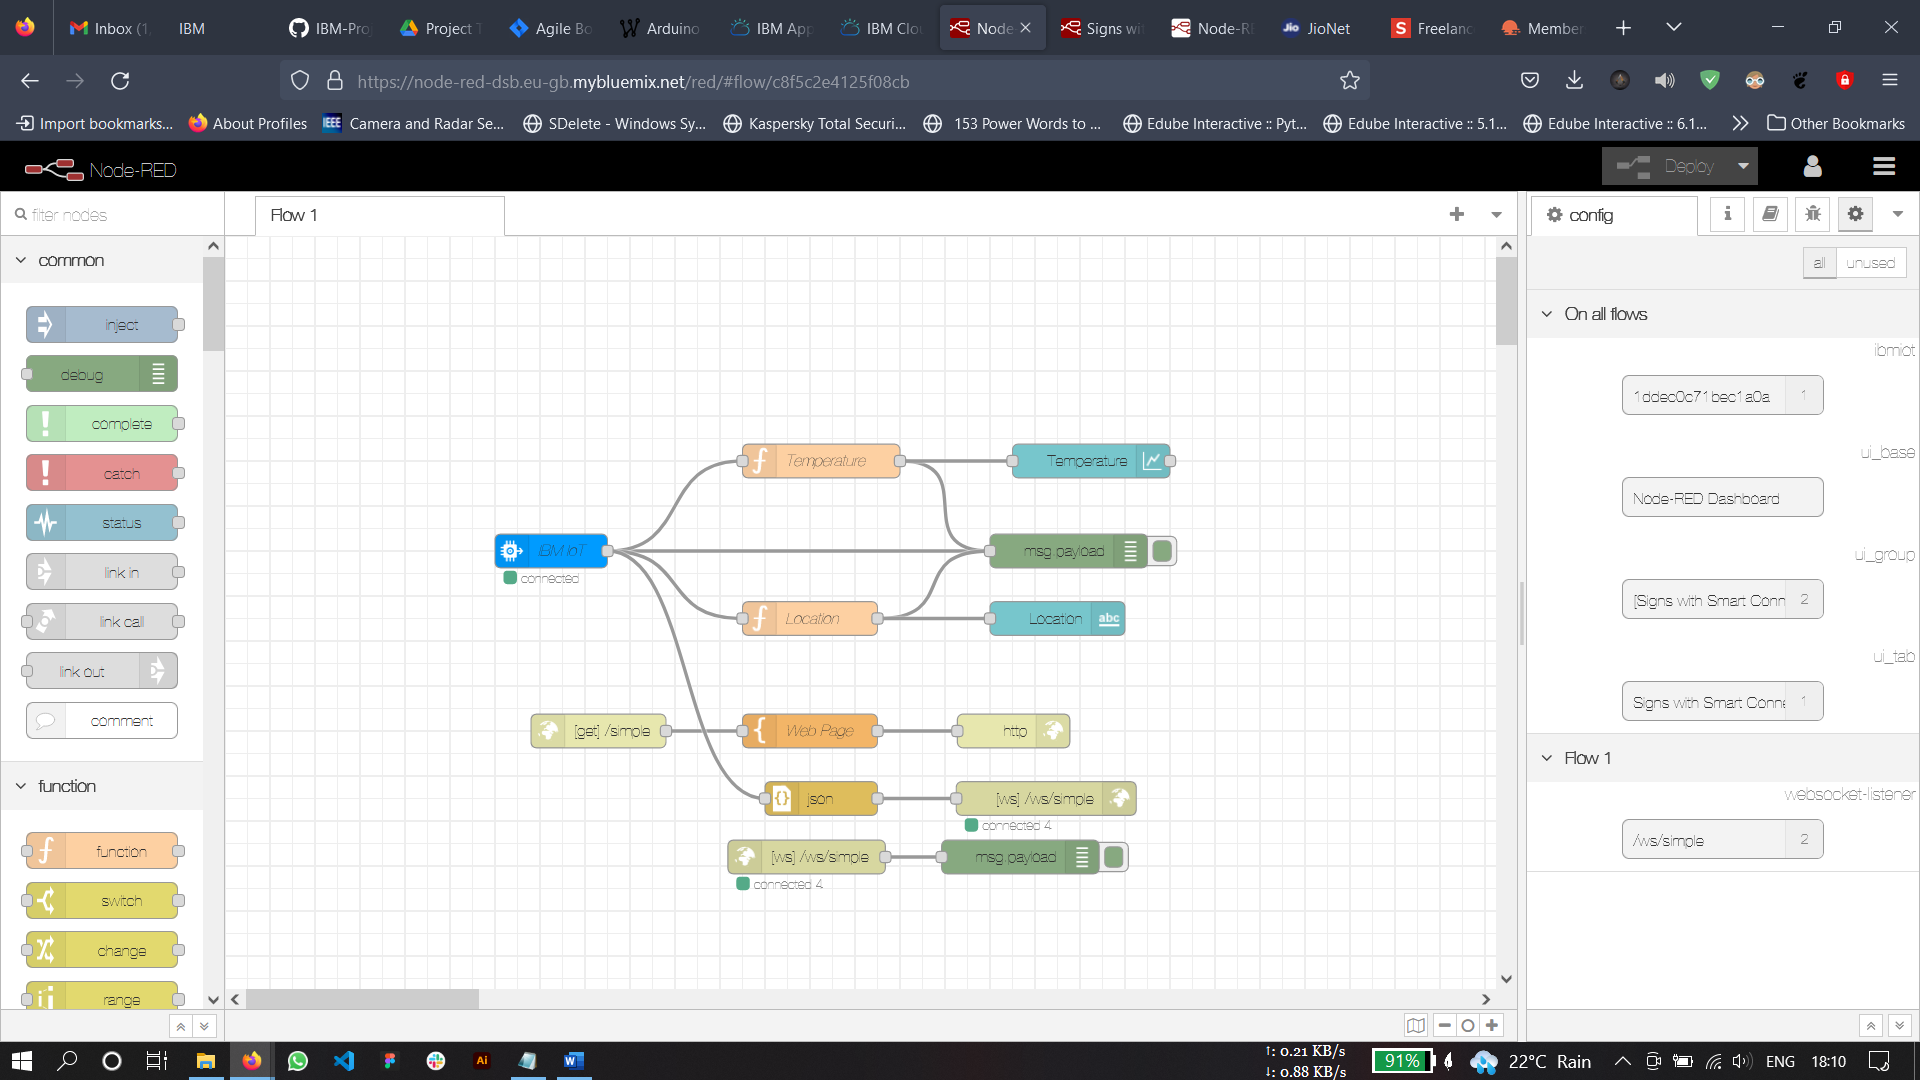 Inbox (1,
IBM
IBM-Pro
Project T
Agile Bo
Arduino
IBM App
IBM Clo
Node
Signs wi
Node-RE
JioNet
Freelanc
Member
https://node-red-dsb.eu-gb.mybluemix.net/red/#flow/c8f5c2e4125f08cb
Import bookmarks...
About Profiles
IEEE
Camera and Radar Se...
SDelete - Windows Sy...
Kaspersky Total Securi...
153 Power Words to ...
Edube Interactive :: Pyt...
Edube Interactive :: 5.1...
Edube Interactive :: 6.1...
Other Bookmarks
Node-RED
Deploy
filter nodes
Flow 1
config
all
unused
common
inject
debug
complete
catch
status
link in
link call
link out
comment
function
function
switch
change
range
Temperature
Temperature
IBM IoT
connected
msg.payload
Location
Location
abc
[get] /simple
Web Page
http
json
[ws] /ws/simple
connected 4
[ws] /ws/simple
msg.payload
connected 4
On all flows
ibmiot
1ddec0c71bec1a0a
1
ui_base
Node-RED Dashboard
ui_group
[Signs with Smart Conn
2
ui_tab
Signs with Smart Conne
1
Flow 1
websocket-listener
/ws/simple
2
↑: 0.21 KB/s
↓: 0.88 KB/s
91%
22°C Rain
ENG
18:10